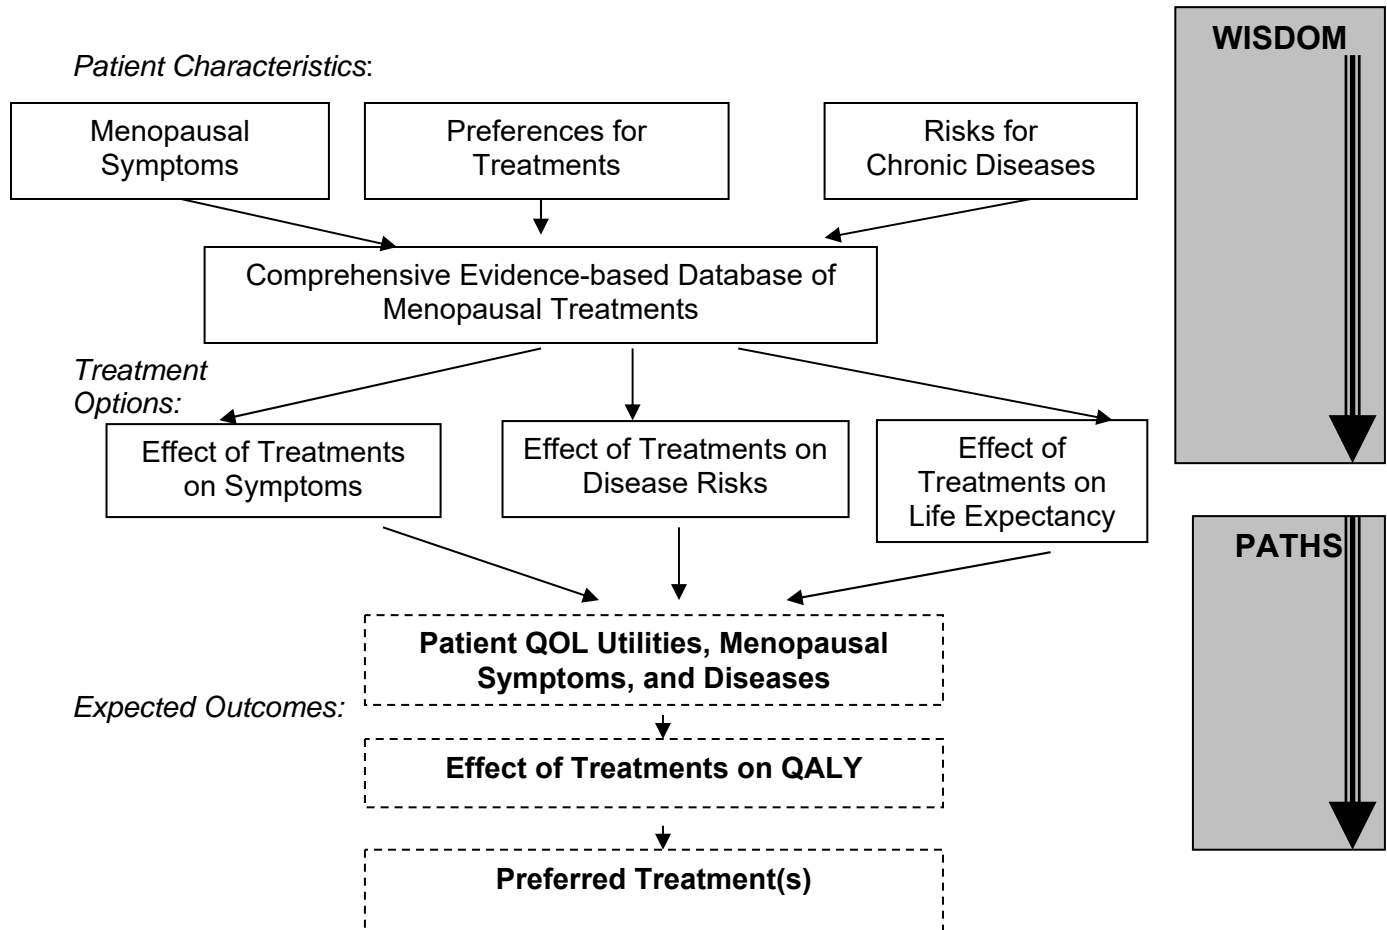 WISDOM
Patient Characteristics:
Menopausal
Symptoms
Preferences for
Treatments
Risks for
Chronic Diseases
Comprehensive Evidence-based Database of
Menopausal Treatments
Treatment
Options:
Effect of Treatments
on Symptoms
Effect of Treatments on
Disease Risks
Effect of
Treatments on
Life Expectancy
PATHS
Patient QOL Utilities, Menopausal
Symptoms, and Diseases
Expected Outcomes:
Effect of Treatments on QALY
Preferred Treatment(s)